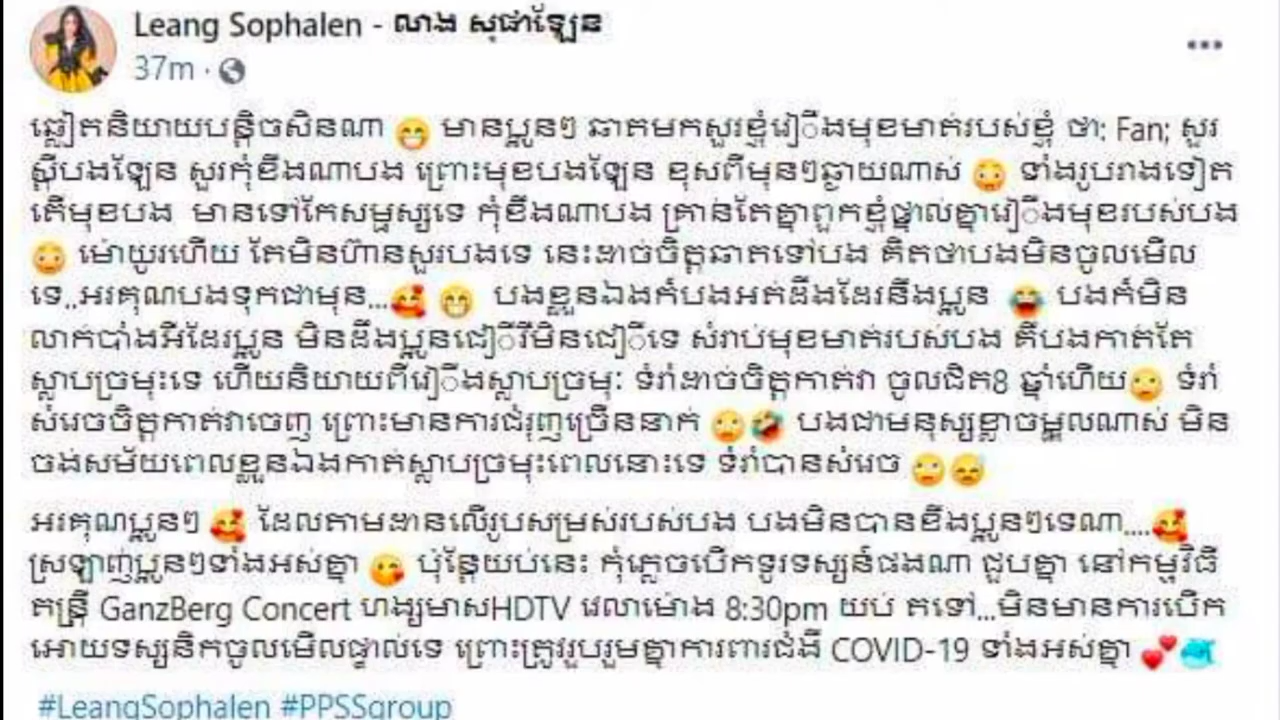 Leang Sophalen - លាង សុផាឡែន
37m ·
ឆ្លៀតនិយាយបន្តិចសិនណា 😁 មានប្អូនៗ ឆាតមកសួរខ្ញុំរៀើងមុខមាត់របស់ខ្ញុំ ថា: Fan; សួរ
ស្តីបងឡែន សួរកុំខឹងណាបង ព្រោះមុខបងឡែន ខុសពីមុនៗឆ្ងាយណាស់ 😳 ទាំងរូបរាងទៀត
តើមុខបង មានទៅកែសម្ផស្យទេ កុំខឹងណាបង គ្រាន់តែគ្នាពួកខ្ញុំផ្នាល់គ្នារៀើងមុខរបស់បង
😳 ម៉ោយូរហើយ តែមិនហ៊ានសួរបងទេ នេះដាច់ចិត្តឆាតទៅបង គិតថាបងមិនចូលមើល
ទេ..អរគុណបងទុកជាមុន...🥰 😁 បងខ្លួនឯងក៏បងអត់ដឹងដែរនឹងប្អូន 😂 បងក៏មិន
លាក់បាំងអីដែរប្អូន មិនដឹងប្អូនជៀើរឺមិនជៀើទេ សំរាប់មុខមាត់របស់បង គឺបងកាត់តែ
ស្លាបច្រមុះទេ ហើយនិយាយពីរៀើងស្លាបច្រមុៈ ទំរាំដាច់ចិត្តកាត់វា ចូលជិត8 ឆ្នាំហើយ🙄 ទំរាំ
សំរេចចិត្តកាត់វាចេញ ព្រោះមានការជំរុញច្រើននាក់ 🙄🤣 បងជាមនុស្សខ្លាចម្ជុលណាស់ មិន
ចង់សម័យពេលខ្លួនឯងកាត់ស្លាបច្រមុះពេលនោះទេ ទំរាំបានសំរេច 🙄😅
អរគុណប្អូនៗ 🥰 ដែលតាមដានលើរូបសម្រស់របស់បង បងមិនបានខឹងប្អូនៗទេណា....🥰
ស្រឡាញ់ប្អូនៗទាំងអស់គ្នា 😘 ប៉ុន្តែយប់នេះ កុំភ្លេចបើកទូរទស្សន៍ផងណា ជួបគ្នា នៅកម្មវិធី
តន្ត្រី GanzBerg Concert ហង្សមាសHDTV វេលាម៉ោង 8:30pm យប់ តទៅ...មិនមានការបើក
អោយទស្សនិកចូលមើលផ្ទាល់ទេ ព្រោះត្រូវរួបរួមគ្នាការពារជំងឺ COVID-19 ទាំងអស់គ្នា 💕
#LeangSophalen #PPSSgroup